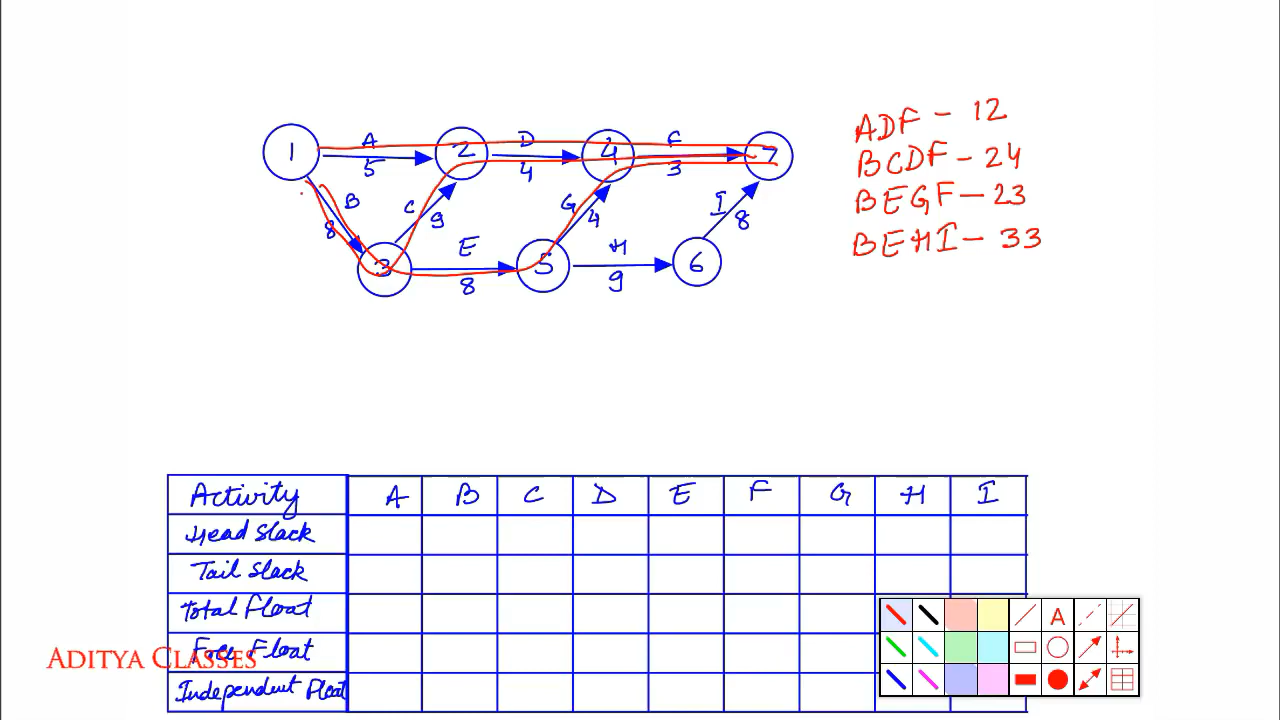 ADF - 12
BCDF - 24
BEGF - 23
BEHI - 33
1 A 5 2 D 4 4 F 3 7
B 8 C 9 G 4 I 8
3 E 8 5 H 9 6
Activity A B C D E F G H I
Head Slack
Tail Slack
Total Float
Free Float
Independent Float
ADITYA CLASSES
A